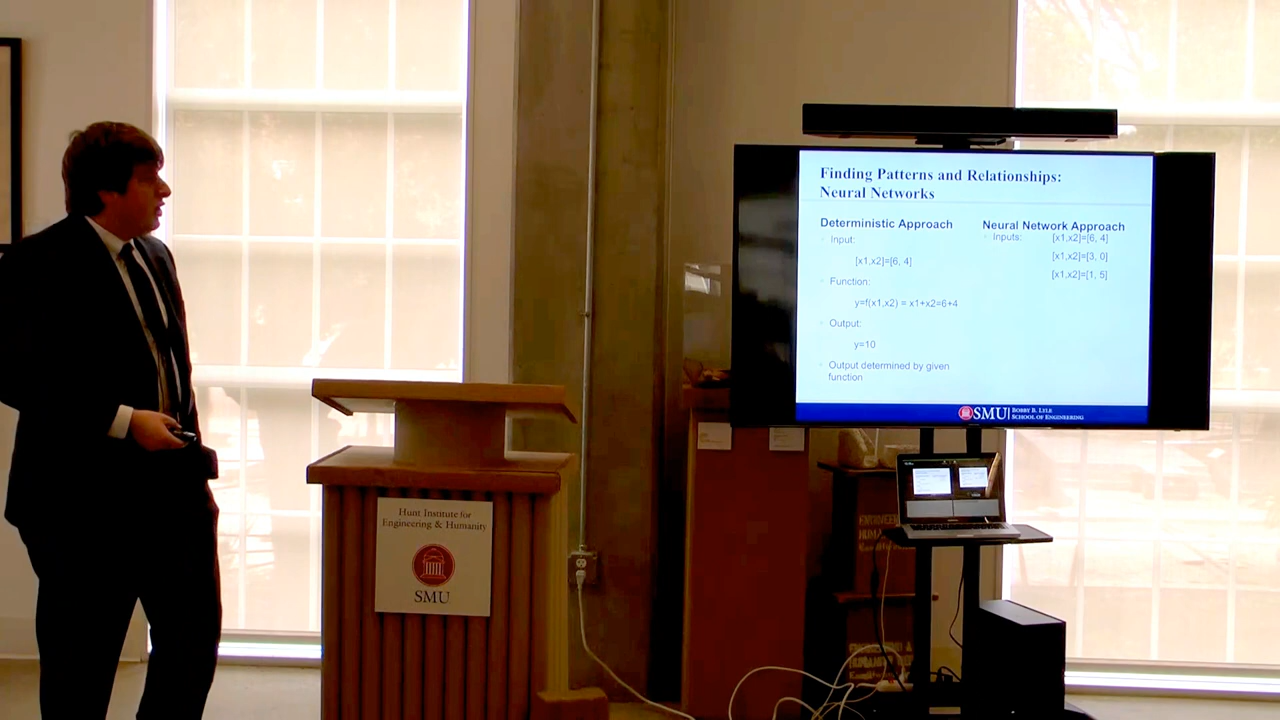 Finding Patterns and Relationships:
Neural Networks
Deterministic Approach
Input:
[x1,x2]=[6, 4]
Function:
y=f(x1,x2) = x1+x2=6+4
Output:
y=10
Output determined by given
function
Neural Network Approach
Inputs: [x1,x2]=[6, 4]
[x1,x2]=[3, 0]
[x1,x2]=[1, 5]
SMU
BOBBY B. LYLE
SCHOOL OF ENGINEERING
Hunt Institute for
Engineering & Humanity
SMU